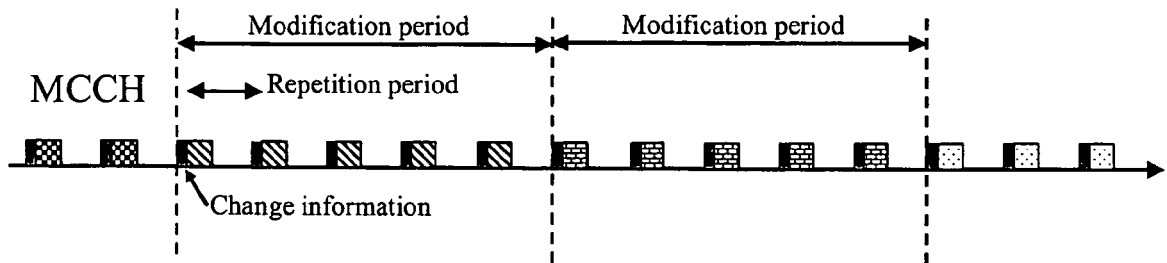 Modification period
Modification period
MCCH
Repetition period
Change information